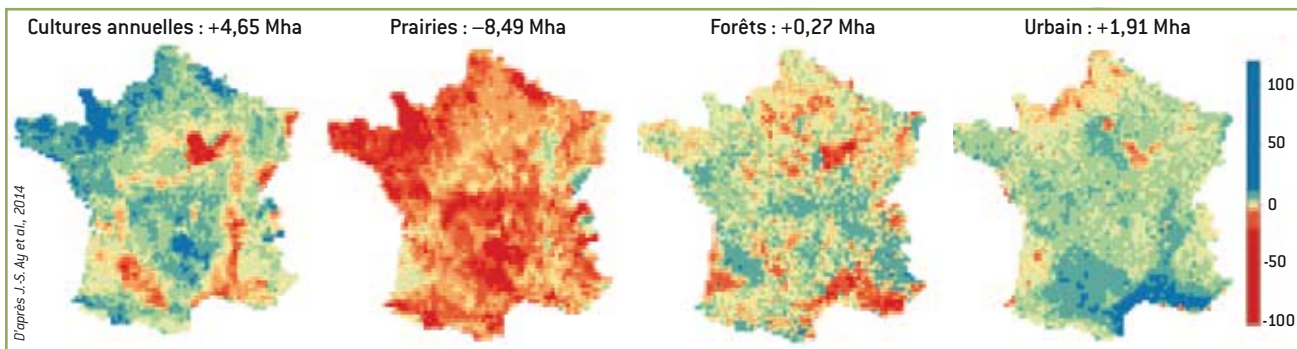 Cultures annuelles : +4,65 Mha
Prairies : –8,49 Mha
Forêts : +0,27 Mha
Urbain : +1,91 Mha
100
50
0
-50
-100
D'après J.-S. Ay et al., 2014